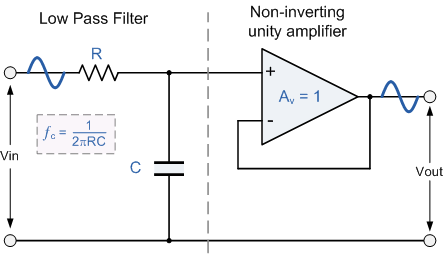 Low Pass Filter
Non-inverting
unity amplifier
R
+
Aᵥ = 1
-
fc = 1/2πRC
Vin
C
Vout